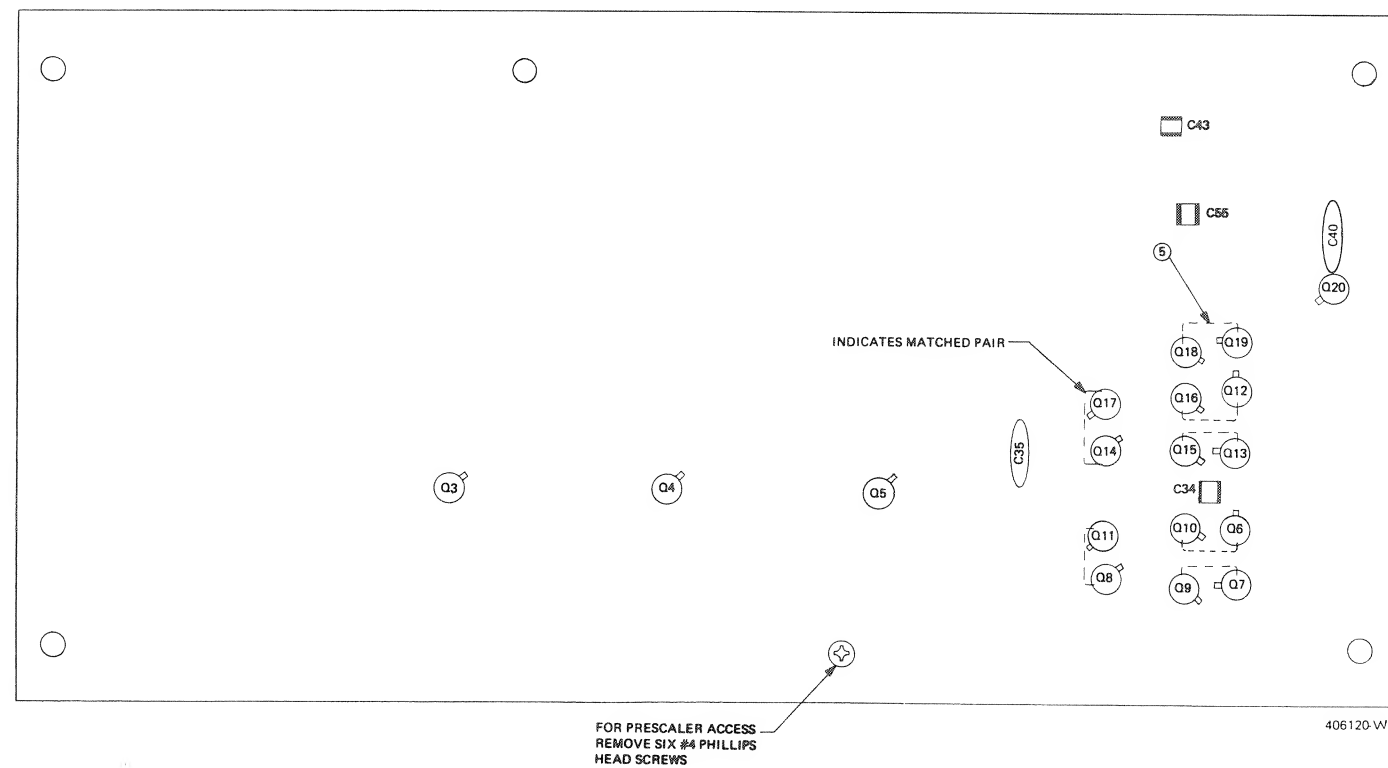 C43
C55
C40
5
Q20
INDICATES MATCHED PAIR
Q18
Q19
Q17
Q16
Q12
C35
Q14
Q15
Q13
Q3
Q4
Q5
C34
Q11
Q10
Q6
Q8
Q9
Q7
FOR PRESCALER ACCESS
REMOVE SIX #4 PHILLIPS
HEAD SCREWS
406120-W